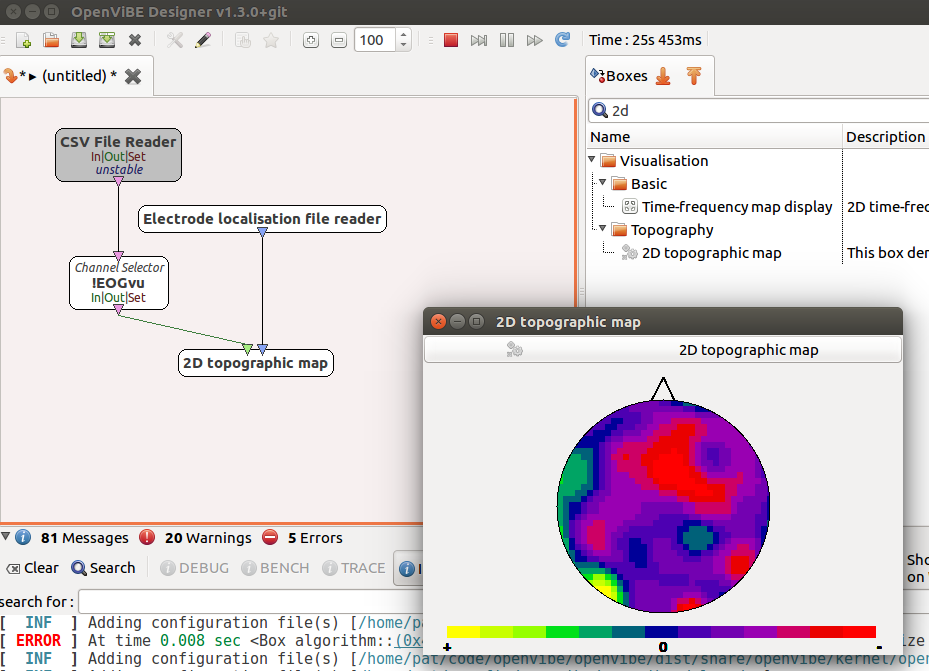 OpenViBE Designer v1.3.0+git
100
Time : 25s 453ms
* ▸ (untitled) *
Boxes
2d
Name Description
Visualisation
Basic
Time-frequency map display 2D time-frec
Topography
2D topographic map This box der
CSV File Reader
In|Out|Set
unstable
Electrode localisation file reader
Channel Selector
!EOGvu
In|Out|Set
2D topographic map
2D topographic map
2D topographic map
+ 0 -
81 Messages 20 Warnings 5 Errors
Clear Search DEBUG BENCH TRACE
Sho
on
search for :
[ INF ] Adding configuration file(s) [/home/pa
[ ERROR ] At time 0.008 sec <Box algorithm::(0x
ize
[ INF ] Adding configuration file(s) [/home/pat/code/openvibe/openvibe/dist/share/openvibe/kernel/open